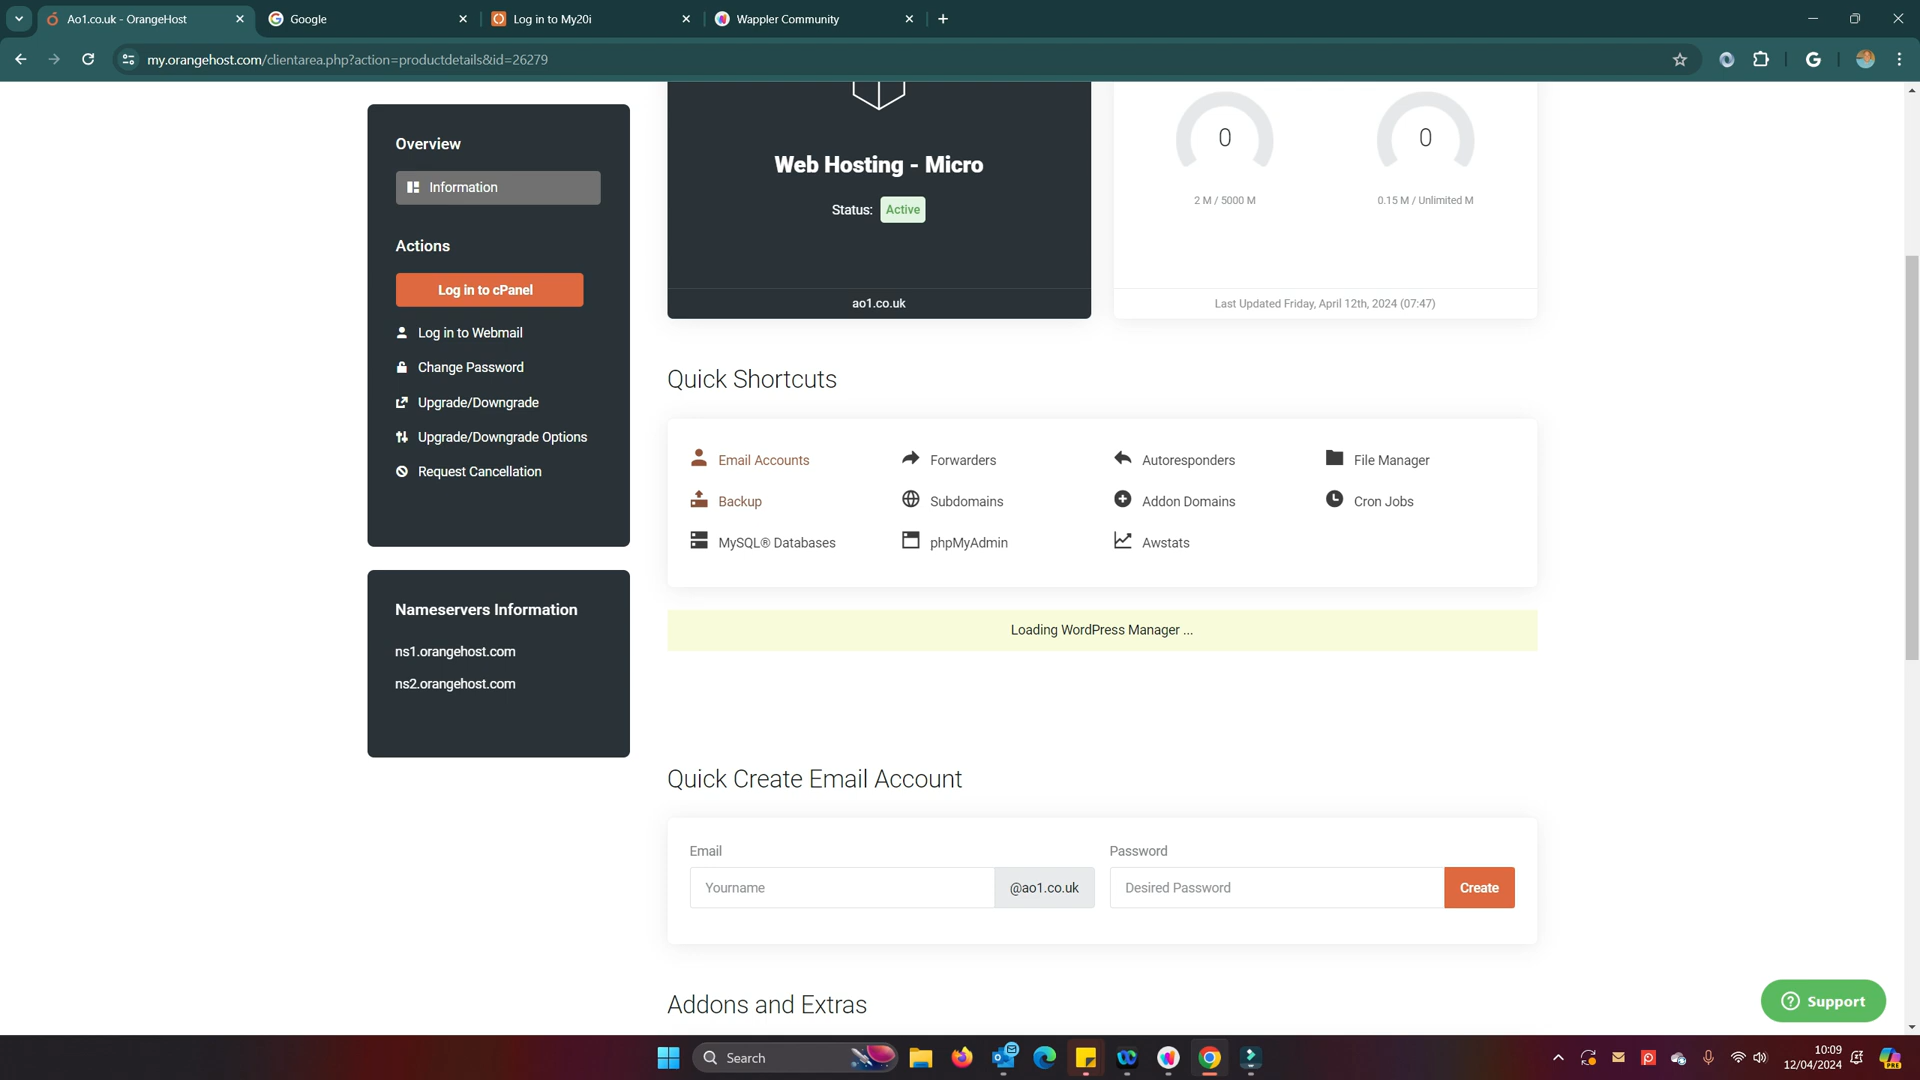 Ao1.co.uk - OrangeHost
Google
Log in to My20i
Wappler Community
my.orangehost.com/clientarea.php?action=productdetails&id=26279
Overview
Information
Actions
Log in to cPanel
Log in to Webmail
Change Password
Upgrade/Downgrade
Upgrade/Downgrade Options
Request Cancellation
Nameservers Information
ns1.orangehost.com
ns2.orangehost.com
Web Hosting - Micro
Status: Active
ao1.co.uk
0
0
2 M / 5000 M
0.15 M / Unlimited M
Last Updated Friday, April 12th, 2024 (07:47)
Quick Shortcuts
Email Accounts
Forwarders
Autoresponders
File Manager
Backup
Subdomains
Addon Domains
Cron Jobs
MySQL® Databases
phpMyAdmin
Awstats
Loading WordPress Manager ...
Quick Create Email Account
Email
Password
Yourname
@ao1.co.uk
Desired Password
Create
Addons and Extras
Support
Search
10:09
12/04/2024
PRE